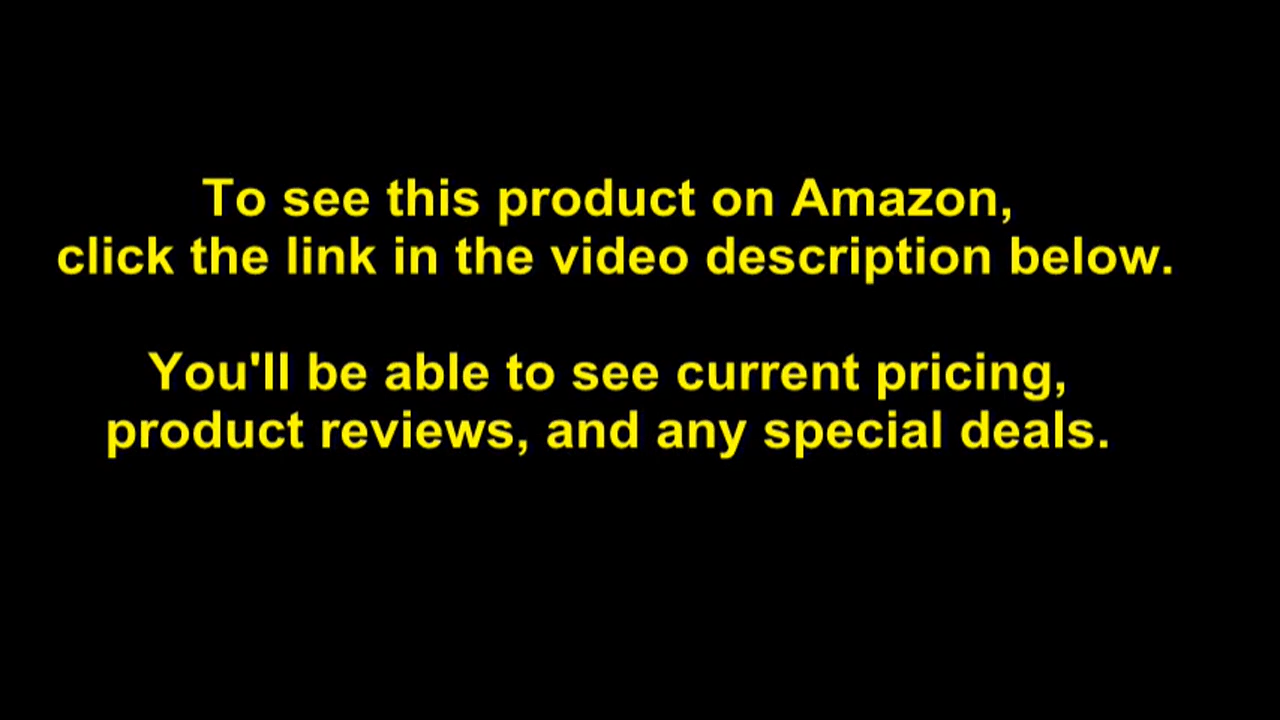 To see this product on Amazon,
click the link in the video description below.
You'll be able to see current pricing,
product reviews, and any special deals.